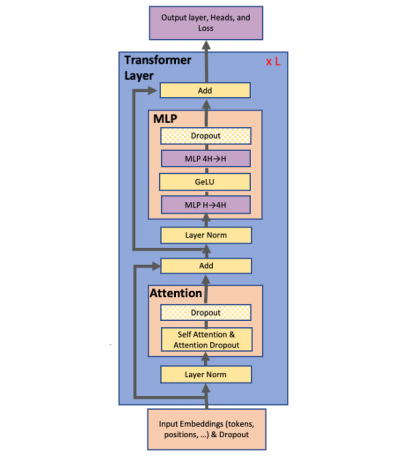 Output layer, Heads, and
Loss
Transformer
Layer
x L
Add
MLP
Dropout
MLP 4H→H
GeLU
MLP H→4H
Layer Norm
Add
Attention
Dropout
Self Attention &
Attention Dropout
Layer Norm
Input Embeddings (tokens,
positions, ...) & Dropout